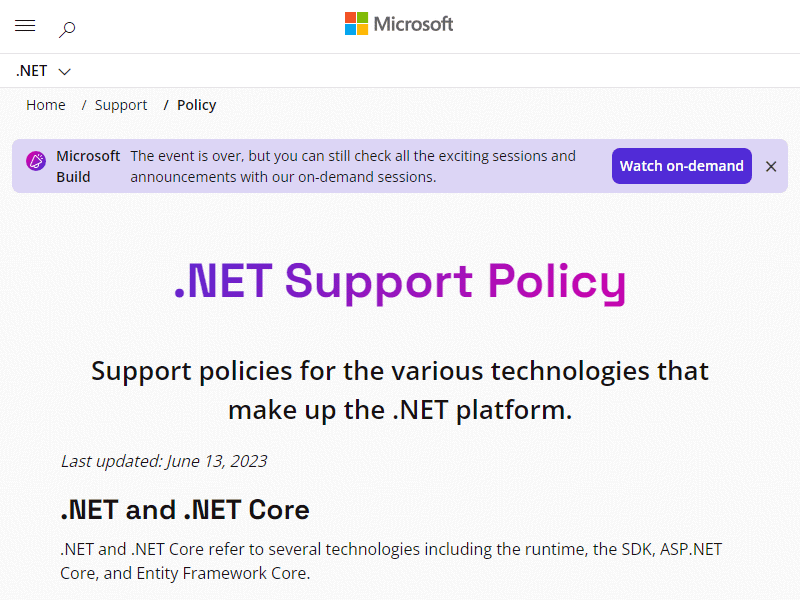 Microsoft
.NET
Home / Support / Policy
Microsoft Build
The event is over, but you can still check all the exciting sessions and
announcements with our on-demand sessions.
Watch on-demand
.NET Support Policy
Support policies for the various technologies that
make up the .NET platform.
Last updated: June 13, 2023
.NET and .NET Core
.NET and .NET Core refer to several technologies including the runtime, the SDK, ASP.NET
Core, and Entity Framework Core.